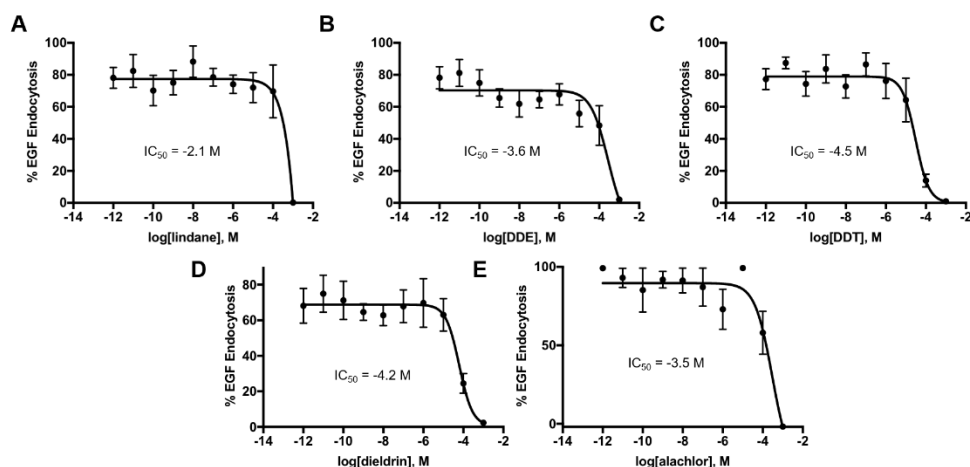 A
% EGF Endocytosis
100
80
60
40
20
0
IC₅₀ = -2.1 M
-14 -12 -10 -8 -6 -4 -2
log[lindane], M
B
% EGF Endocytosis
100
80
60
40
20
0
IC₅₀ = -3.6 M
-14 -12 -10 -8 -6 -4 -2
log[DDE], M
C
% EGF Endocytosis
100
80
60
40
20
0
IC₅₀ = -4.5 M
-14 -12 -10 -8 -6 -4 -2
log[DDT], M
D
% EGF Endocytosis
80
60
40
20
0
IC₅₀ = -4.2 M
-14 -12 -10 -8 -6 -4 -2
log[dieldrin], M
E
% EGF Endocytosis
100
50
0
IC₅₀ = -3.5 M
-14 -12 -10 -8 -6 -4 -2
log[alachlor], M